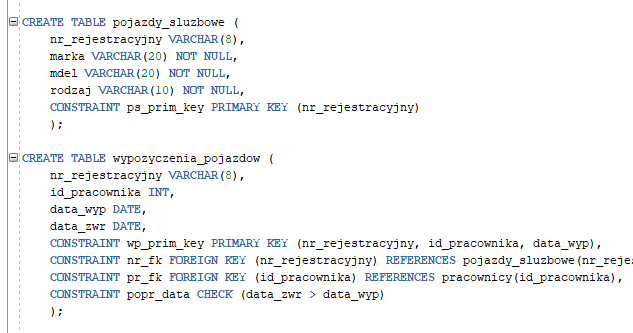 CREATE TABLE pojazdy_sluzbowe (
nr_rejestracyjny VARCHAR(8),
marka VARCHAR(20) NOT NULL,
mdel VARCHAR(20) NOT NULL,
rodzaj VARCHAR(10) NOT NULL,
CONSTRAINT ps_prim_key PRIMARY KEY (nr_rejestracyjny)
);
CREATE TABLE wypozyczenia_pojazdow (
nr_rejestracyjny VARCHAR(8),
id_pracownika INT,
data_wyp DATE,
data_zwr DATE,
CONSTRAINT wp_prim_key PRIMARY KEY (nr_rejestracyjny, id_pracownika, data_wyp),
CONSTRAINT nr_fk FOREIGN KEY (nr_rejestracyjny) REFERENCES pojazdy_sluzbowe(nr_reje
CONSTRAINT pr_fk FOREIGN KEY (id_pracownika) REFERENCES pracownicy(id_pracownika),
CONSTRAINT popr_data CHECK (data_zwr > data_wyp)
);